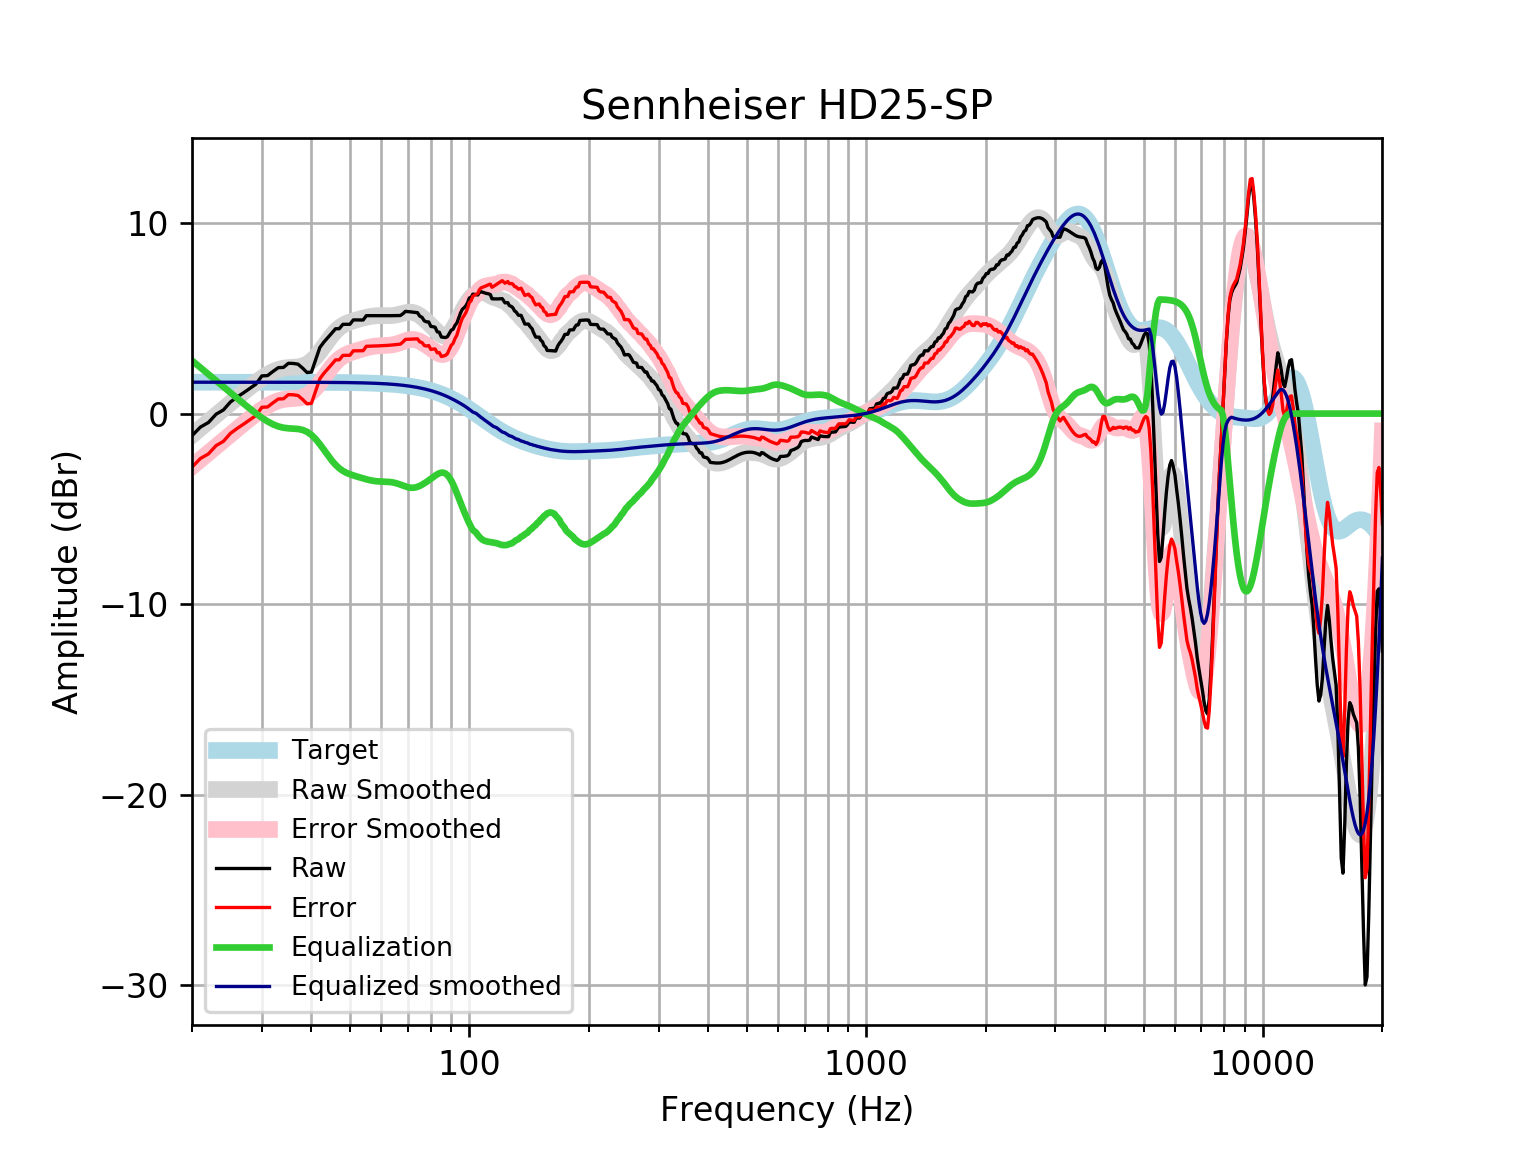 Sennheiser HD25-SP
Amplitude (dBr)
10
0
−10
−20
−30
Target
Raw Smoothed
Error Smoothed
Raw
Error
Equalization
Equalized smoothed
100 1000 10000
Frequency (Hz)